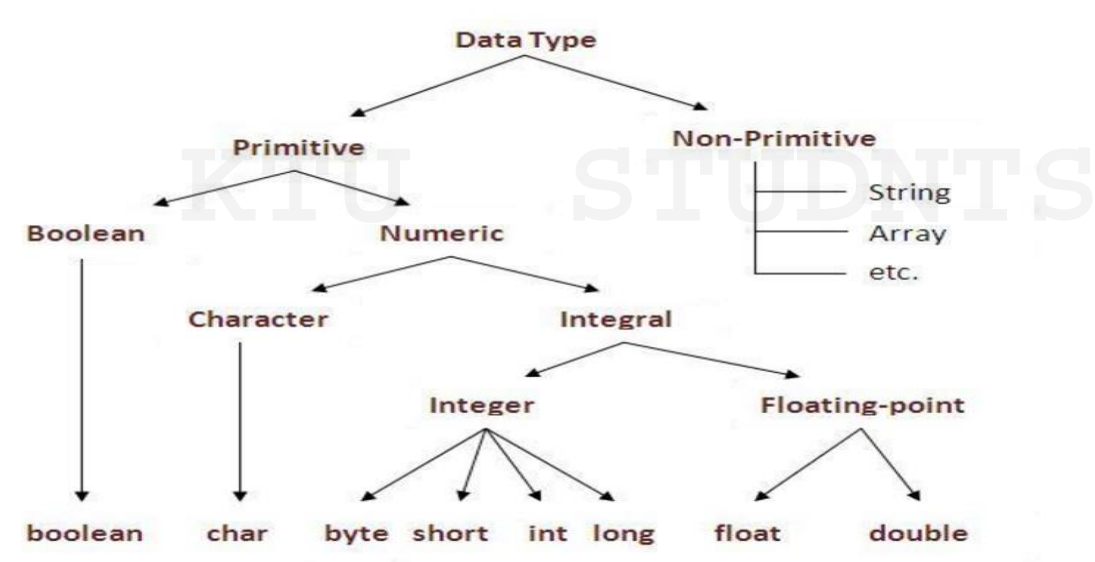 Data Type
Primitive
Non-Primitive
KTU STUDNTS
String
Boolean
Numeric
Array
etc.
Character
Integral
Integer
Floating-point
boolean
char
byte
short
int
long
float
double